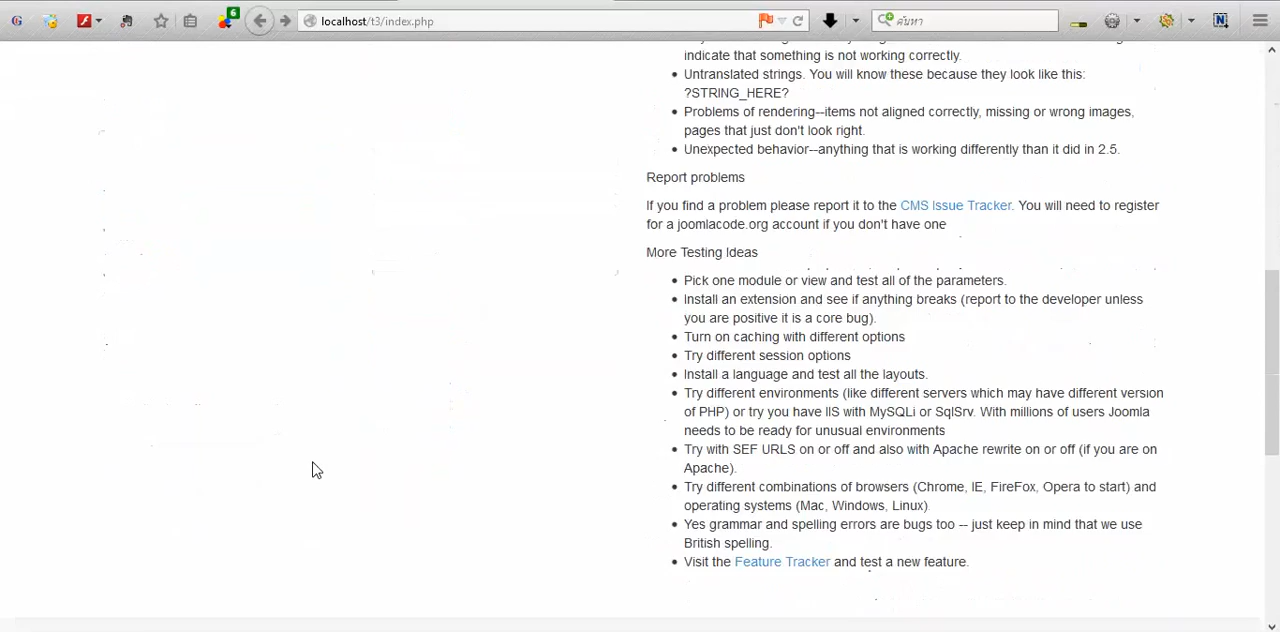 6
localhost/t3/index.php
ค้นหา
indicate that something is not working correctly.
Untranslated strings. You will know these because they look like this:
?STRING_HERE?
Problems of rendering--items not aligned correctly, missing or wrong images,
pages that just don't look right.
Unexpected behavior--anything that is working differently than it did in 2.5.
Report problems
If you find a problem please report it to the CMS Issue Tracker. You will need to register
for a joomlacode.org account if you don't have one
More Testing Ideas
Pick one module or view and test all of the parameters.
Install an extension and see if anything breaks (report to the developer unless
you are positive it is a core bug).
Turn on caching with different options
Try different session options
Install a language and test all the layouts.
Try different environments (like different servers which may have different version
of PHP) or try you have IIS with MySQLi or SqlSrv. With millions of users Joomla
needs to be ready for unusual environments
Try with SEF URLS on or off and also with Apache rewrite on or off (if you are on
Apache).
Try different combinations of browsers (Chrome, IE, FireFox, Opera to start) and
operating systems (Mac, Windows, Linux).
Yes grammar and spelling errors are bugs too -- just keep in mind that we use
British spelling.
Visit the Feature Tracker and test a new feature.